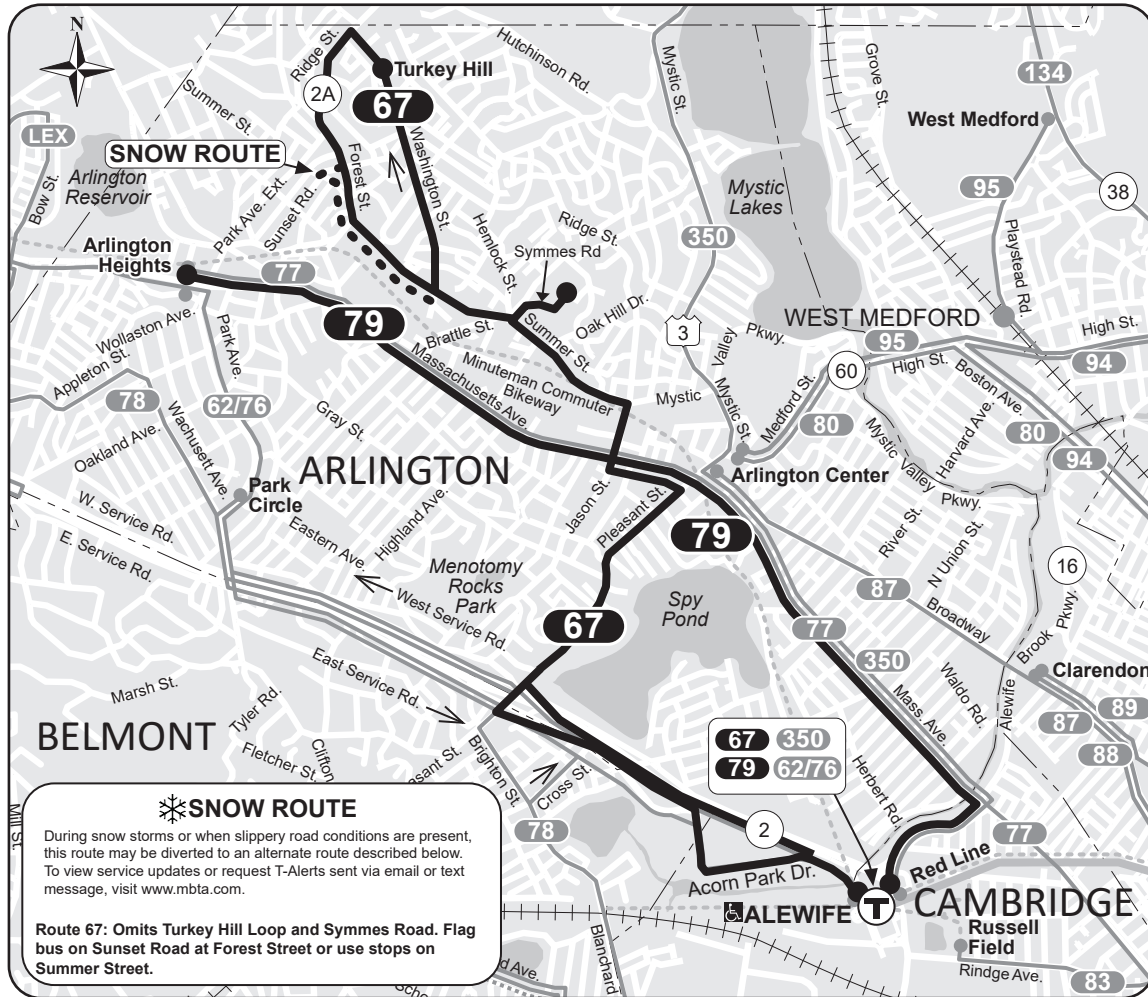 N
Ridge St.
Hutchinson Rd.
Mystic St.
Grove St.
134
Turkey Hill
2A
67
West Medford
Summer St.
LEX
SNOW ROUTE
Arlington
Reservoir
Bow St.
Park Ave. Ext.
Sunset Rd.
Forest St.
Washington St.
Hemlock St.
Ridge St.
Symmes Rd
Oak Hill Dr.
Mystic
Lakes
350
95
38
Playstead Rd.
Arlington
Heights
77
79
Wollaston Ave.
Park Ave.
Appleton St.
Brattle St.
Summer St.
Massachusetts Ave.
Minuteman Commuter
Bikeway
3
Mystic
Valley
Pkwy.
Mystic St.
Medford St.
WEST MEDFORD
95
60
High St.
High St.
94
Boston Ave.
80
80
94
Harvard Ave.
Mystic Valley
Pkwy.
78
62/76
Wachusett Ave.
Oakland Ave.
Gray St.
ARLINGTON
Arlington Center
Park
Circle
W. Service Rd.
E. Service Rd.
Eastern Ave.
Highland Ave.
Jason St.
Pleasant St.
79
River St.
N Union St.
16
Menotomy
Rocks
Park
West Service Rd.
67
Spy
Pond
77
87
Broadway
350
Alewife
Brook
Pkwy.
Clarendon
89
87
88
East Service Rd.
Marsh St.
Tyler Rd.
BELMONT
Fletcher St.
Clifton
easant St.
Brighton St.
Cross St.
Mass. Ave.
Waldo Rd.
67 350
79 62/76
Herbert Rd.
2
78
77
Acorn Park Dr.
Red Line
ALEWIFE
T
CAMBRIDGE
Russell
Field
Rindge Ave.
83
Blanchard
Mill St.
SNOW ROUTE
During snow storms or when slippery road conditions are present,
this route may be diverted to an alternate route described below.
To view service updates or request T-Alerts sent via email or text
message, visit www.mbta.com.
Route 67: Omits Turkey Hill Loop and Symmes Road. Flag
bus on Sunset Road at Forest Street or use stops on
Summer Street.
d Ave.